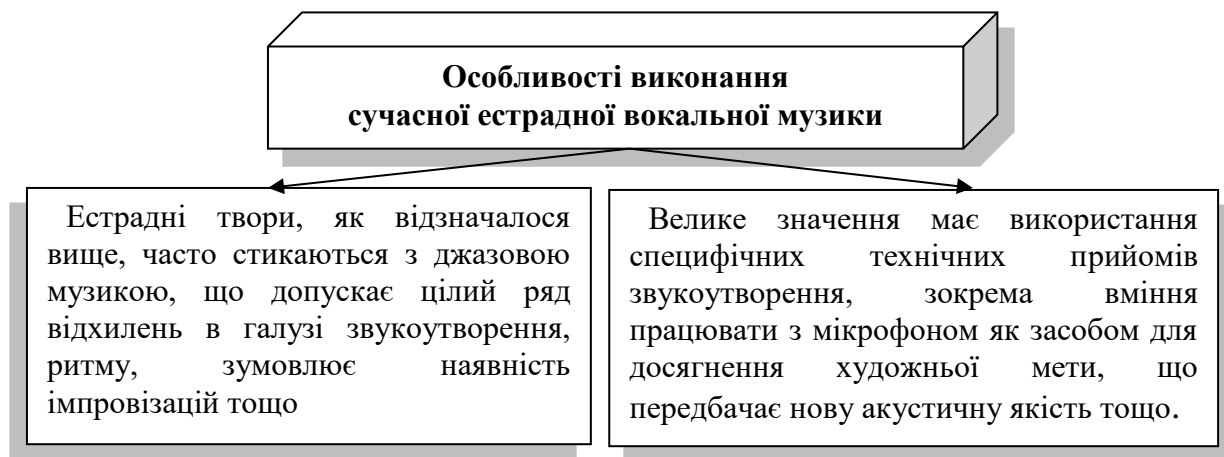 Особливості виконання
сучасної естрадної вокальної музики
Естрадні твори, як відзначалося
вище, часто стикаються з джазовою
музикою, що допускає цілий ряд
відхилень в галузі звукоутворення,
ритму, зумовлює наявність
імпровізацій тощо
Велике значення має використання
специфічних технічних прийомів
звукоутворення, зокрема вміння
працювати з мікрофоном як засобом для
досягнення художньої мети, що
передбачає нову акустичну якість тощо.